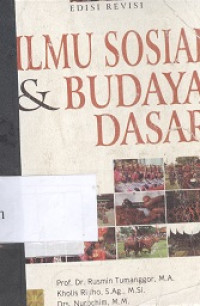 EDISI REVISI
ILMU SOSIAL
& BUDAYA
DASAR
Prof. Dr. Rusmin Tumanggor, M.A.
Kholis Ridho, S.Ag., M.Si.
Drs. Nurochim, M.M.